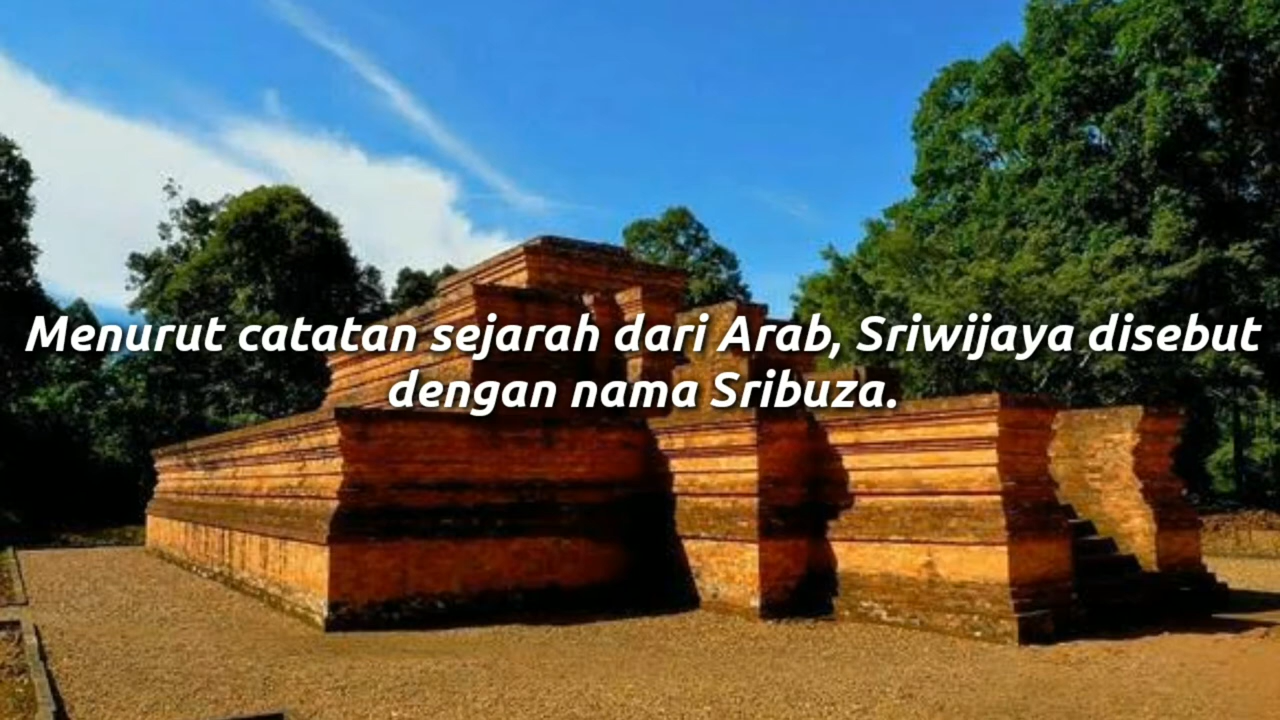 Menurut catatan sejarah dari Arab, Sriwijaya disebut
dengan nama Sribuza.